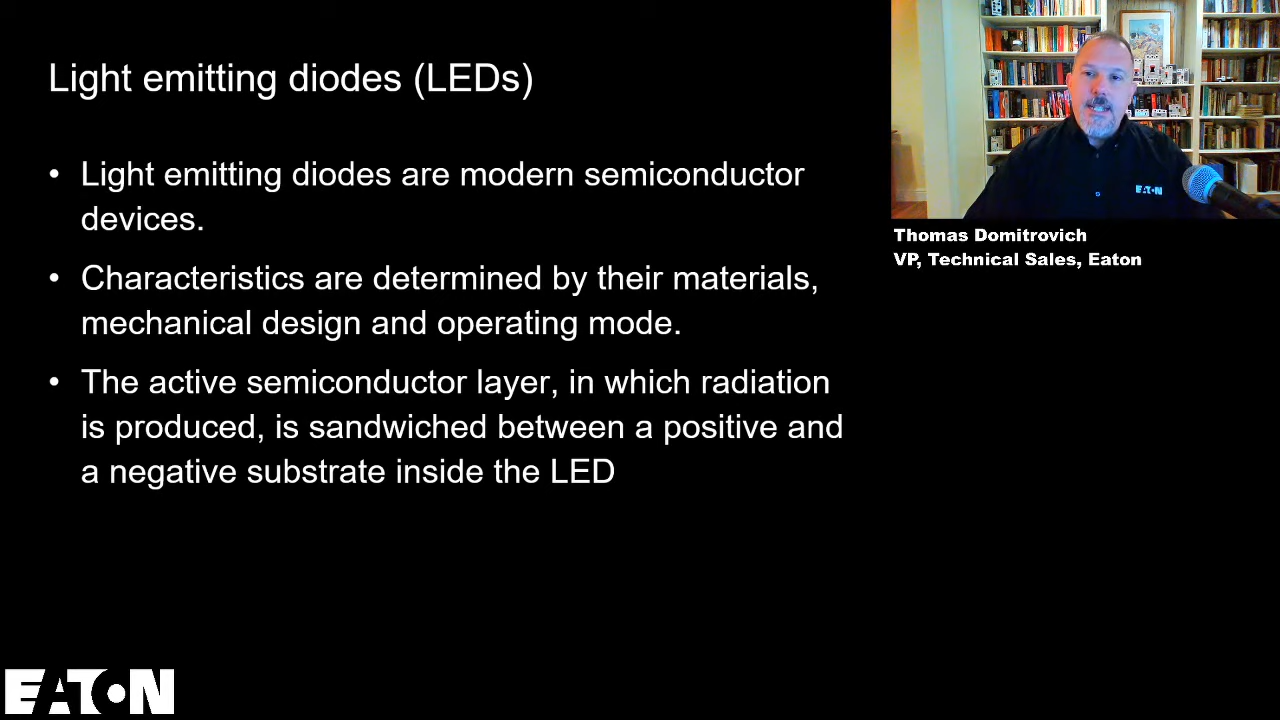 Light emitting diodes (LEDs)
• Light emitting diodes are modern semiconductor
devices.
• Characteristics are determined by their materials,
mechanical design and operating mode.
• The active semiconductor layer, in which radiation
is produced, is sandwiched between a positive and
a negative substrate inside the LED
EATON
Thomas Domitrovich
VP, Technical Sales, Eaton
EATON